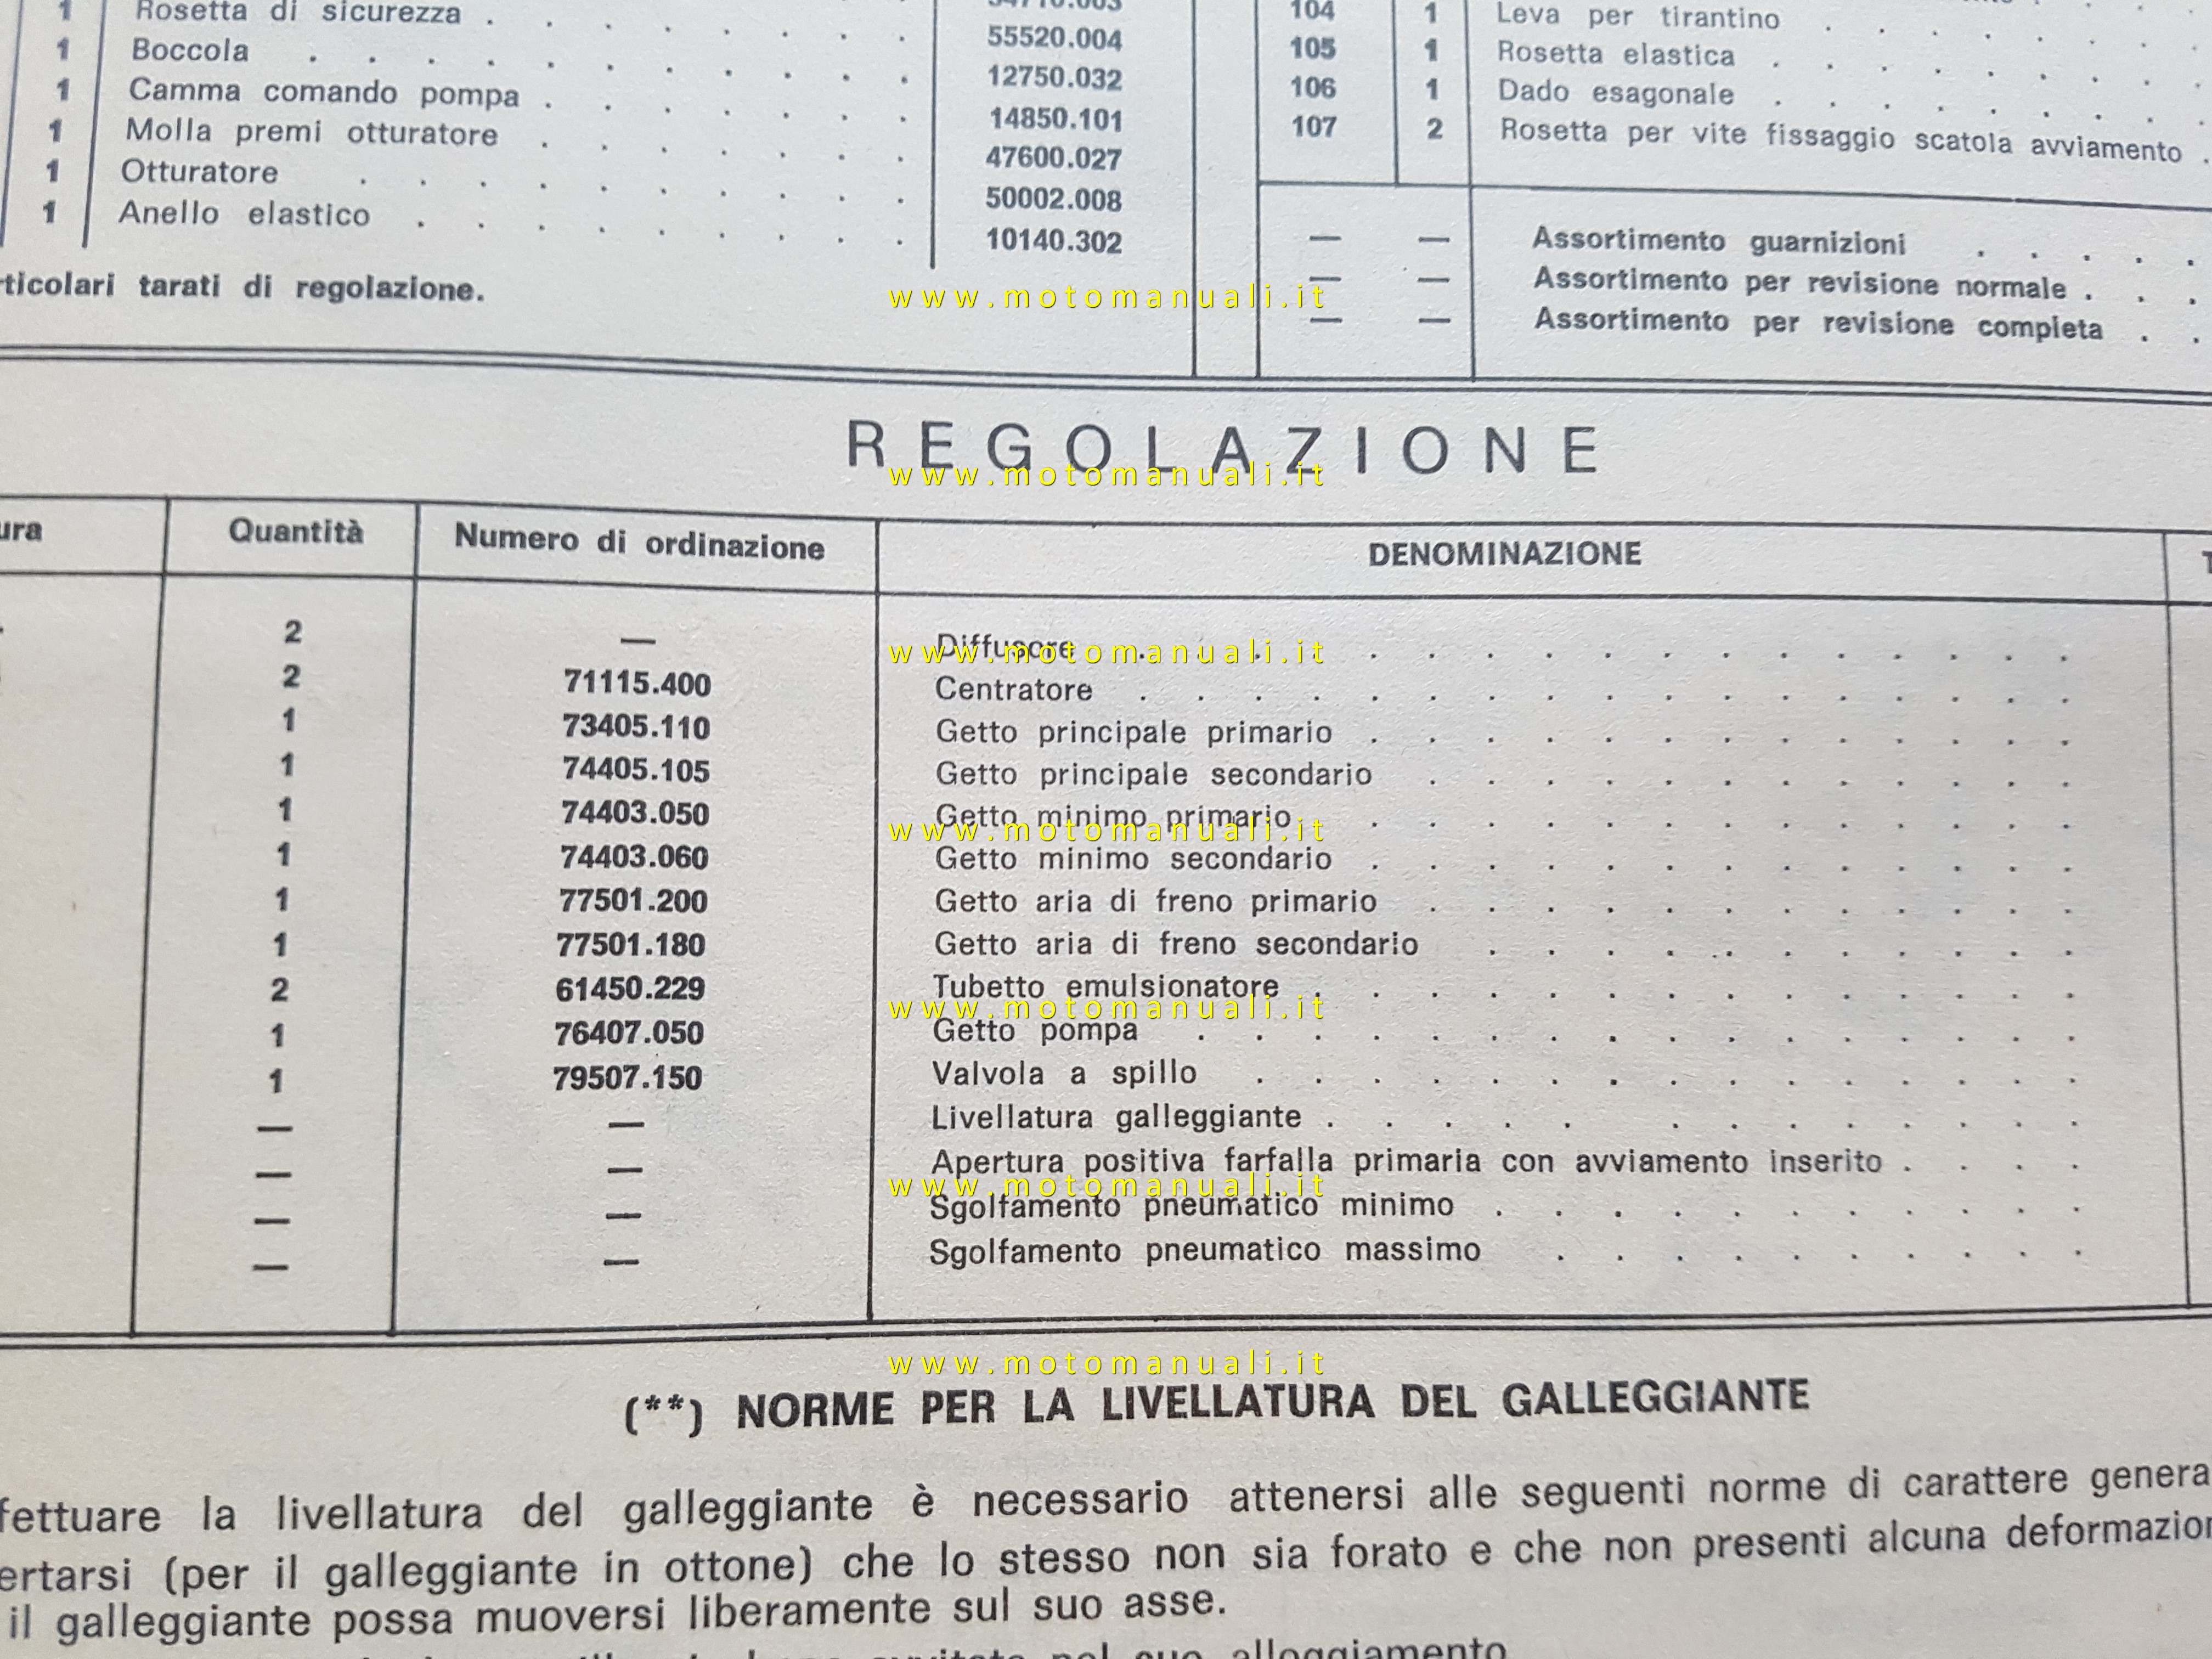 1 Rosetta di sicurezza . . . . . . . .
1 Boccola . . . . . . . . . . . 55520.004
1 Camma comando pompa . . . . . . . 12750.032
1 Molla premi otturatore . . . . . . . 14850.101
1 Otturatore . . . . . . . . . . 47600.027
1 Anello elastico . . . . . . . . . 50002.008
10140.302
ticolari tarati di regolazione.
104 1 Leva per tirantino . . . . . . .
105 1 Rosetta elastica . . . . . . . .
106 1 Dado esagonale . . . . . . . .
107 2 Rosetta per vite fissaggio scatola avviamento .
— — Assortimento guarnizioni . . . . .
— — Assortimento per revisione normale . . .
— — Assortimento per revisione completa . .
www.motomanuali.it
REGOLAZIONE
www.motomanuali.it
ura Quantità Numero di ordinazione DENOMINAZIONE
2 — Diffusore
www.motomanuali.it
2 71115.400 Centratore
1 73405.110 Getto principale primario
1 74405.105 Getto principale secondario
1 74403.050 Getto minimo primario
www.motomanuali.it
1 74403.060 Getto minimo secondario
1 77501.200 Getto aria di freno primario
1 77501.180 Getto aria di freno secondario
2 61450.229 Tubetto emulsionatore
www.motomanuali.it
1 76407.050 Getto pompa
1 79507.150 Valvola a spillo
— — Livellatura galleggiante
— — Apertura positiva farfalla primaria con avviamento inserito
www.motomanuali.it
— — Sgolfamento pneumatico minimo
— — Sgolfamento pneumatico massimo
www.motomanuali.it
(**) NORME PER LA LIVELLATURA DEL GALLEGGIANTE
fettuare la livellatura del galleggiante è necessario attenersi alle seguenti norme di carattere genera
ertarsi (per il galleggiante in ottone) che lo stesso non sia forato e che non presenti alcuna deformazion
il galleggiante possa muoversi liberamente sul suo asse.
nel suo alloggiamento